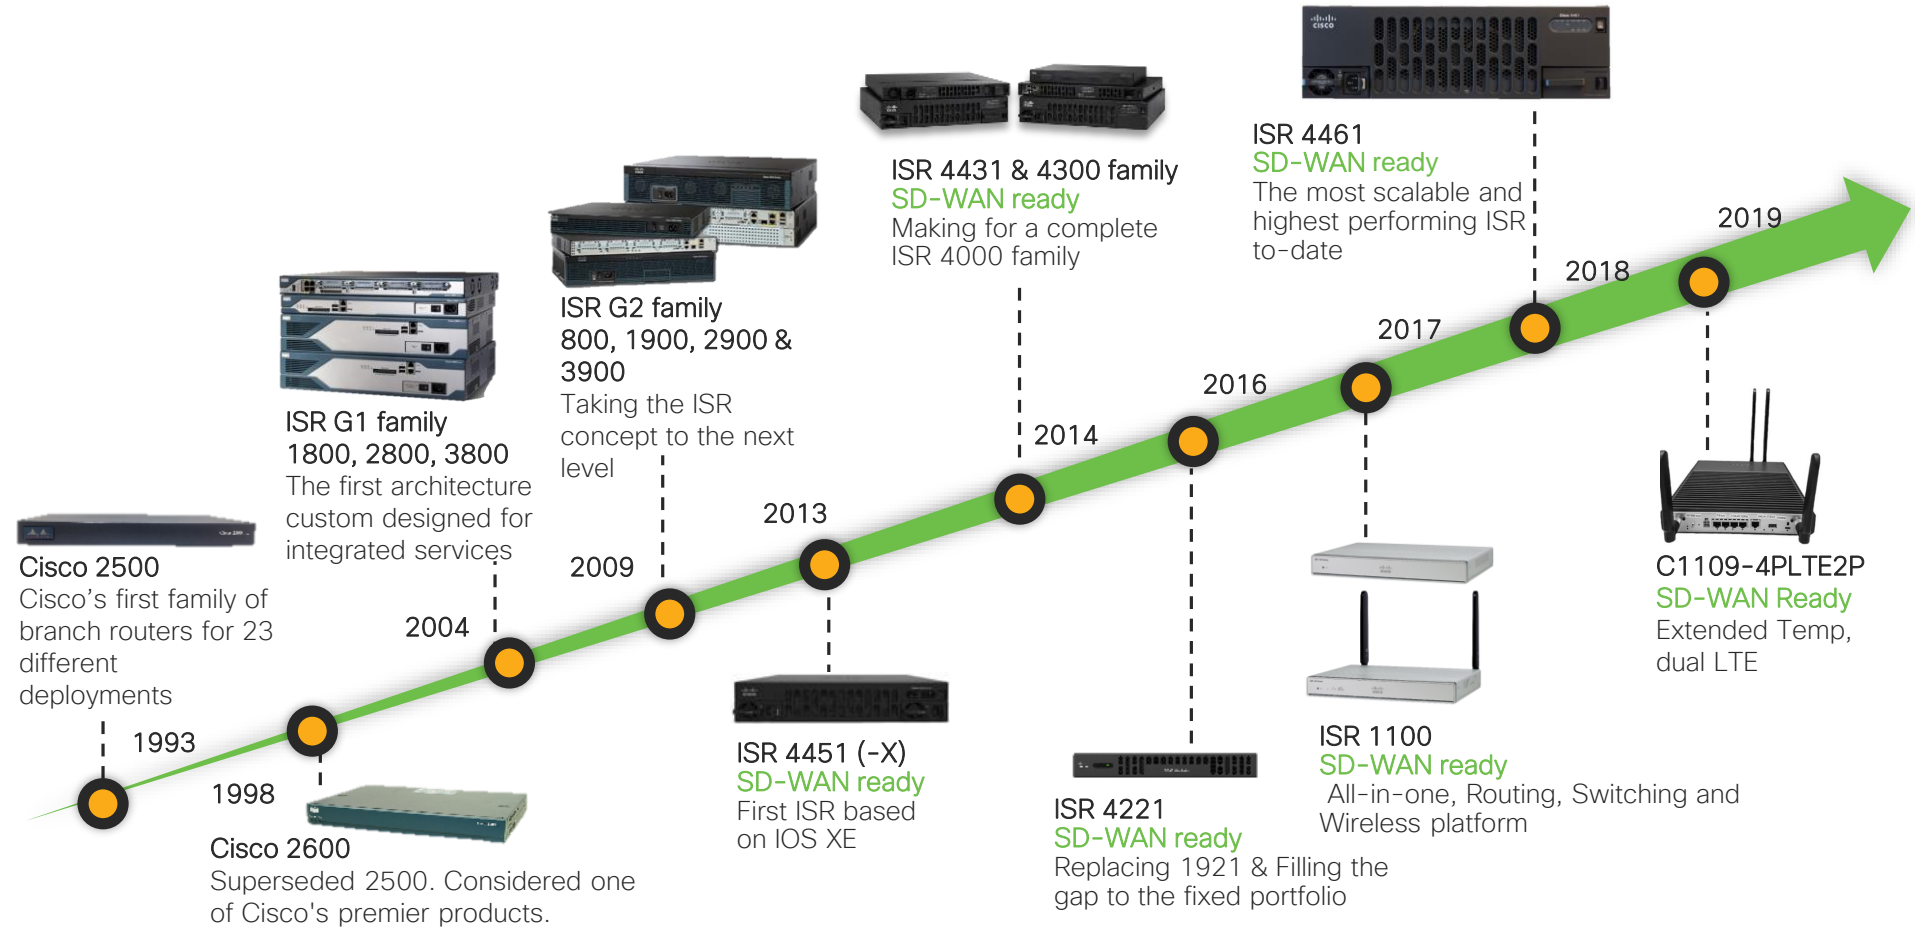 Cisco 2500
Cisco's first family of
branch routers for 23
different
deployments
1993
1998
Cisco 2600
Superseded 2500. Considered one
of Cisco's premier products.
ISR G1 family
1800, 2800, 3800
The first architecture
custom designed for
integrated services
2004
ISR G2 family
800, 1900, 2900 &
3900
Taking the ISR
concept to the next
level
2009
2013
ISR 4451 (-X)
SD-WAN ready
First ISR based
on IOS XE
ISR 4431 & 4300 family
SD-WAN ready
Making for a complete
ISR 4000 family
2014
2016
ISR 4221
SD-WAN ready
Replacing 1921 & Filling the
gap to the fixed portfolio
2017
ISR 1100
SD-WAN ready
All-in-one, Routing, Switching and
Wireless platform
CISCO
ISR 4461
SD-WAN ready
The most scalable and
highest performing ISR
to-date
2018
2019
C1109-4PLTE2P
SD-WAN Ready
Extended Temp,
dual LTE